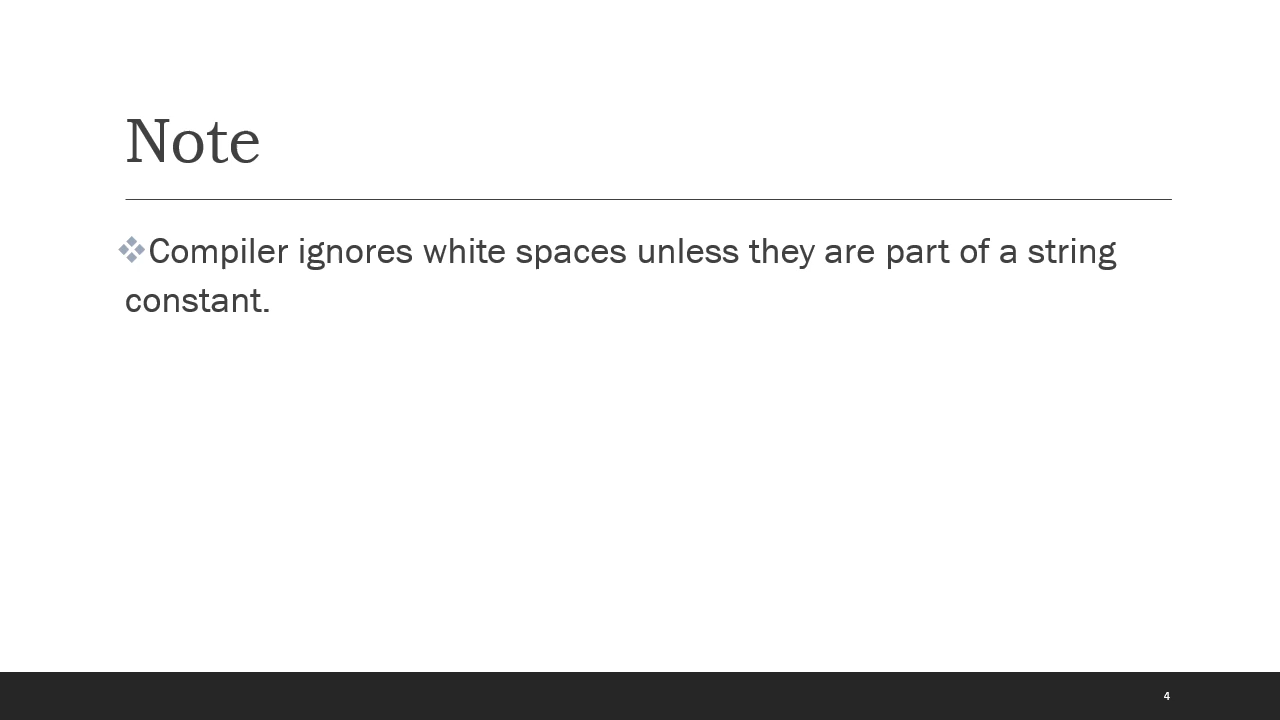 Note
❖Compiler ignores white spaces unless they are part of a string
constant.
4